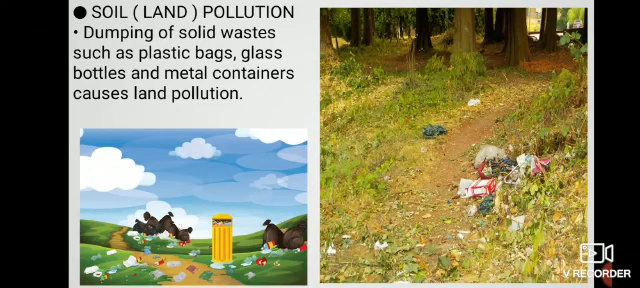 ● SOIL ( LAND ) POLLUTION
• Dumping of solid wastes
such as plastic bags, glass
bottles and metal containers
causes land pollution.
V RECORDER